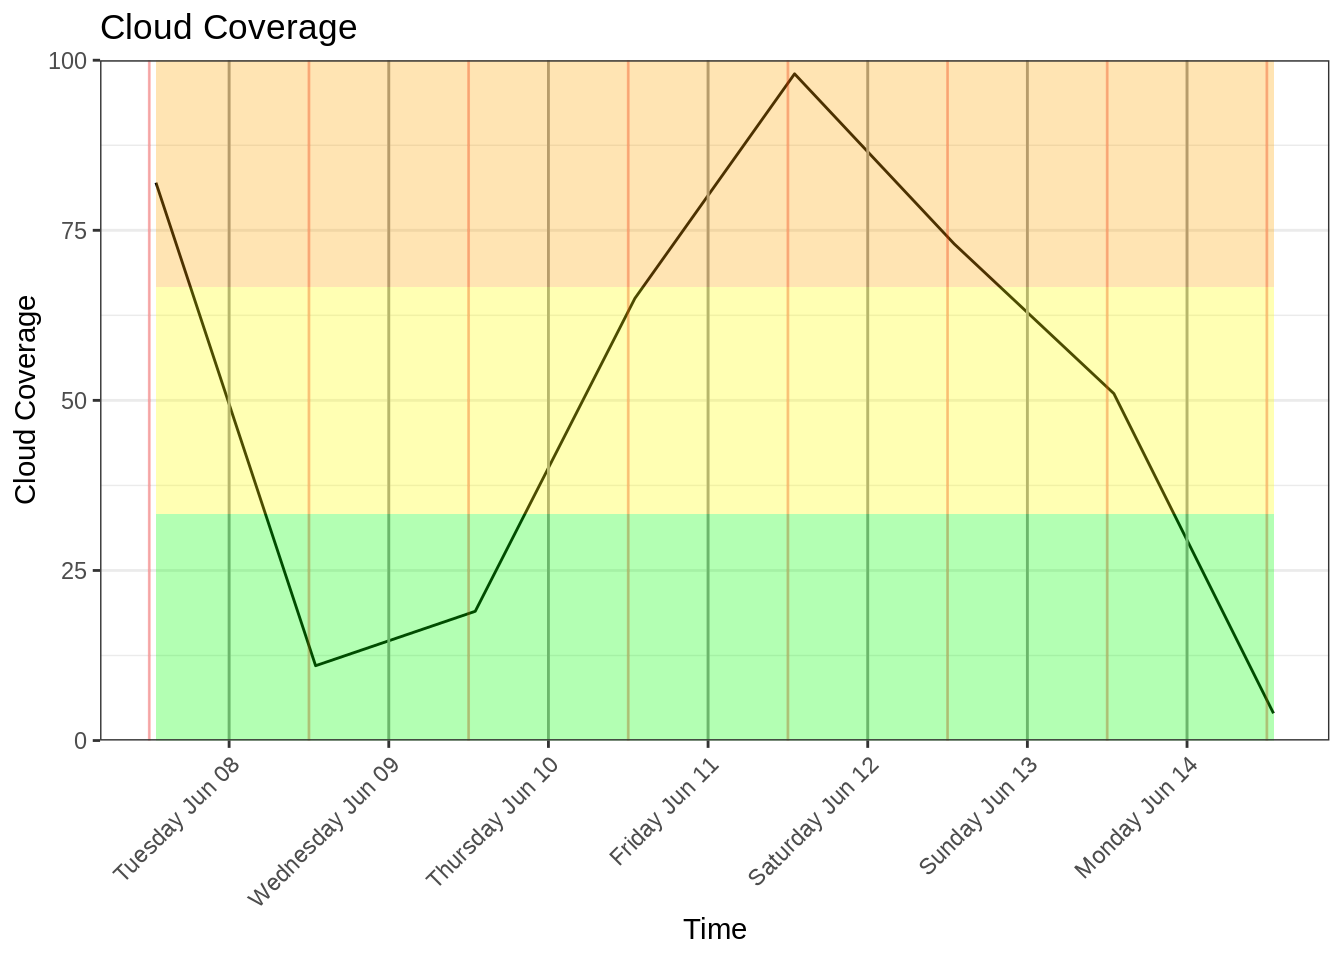 Cloud Coverage
100
75
50
25
0
Cloud Coverage
Tuesday Jun 08
Wednesday Jun 09
Thursday Jun 10
Friday Jun 11
Saturday Jun 12
Sunday Jun 13
Monday Jun 14
Time